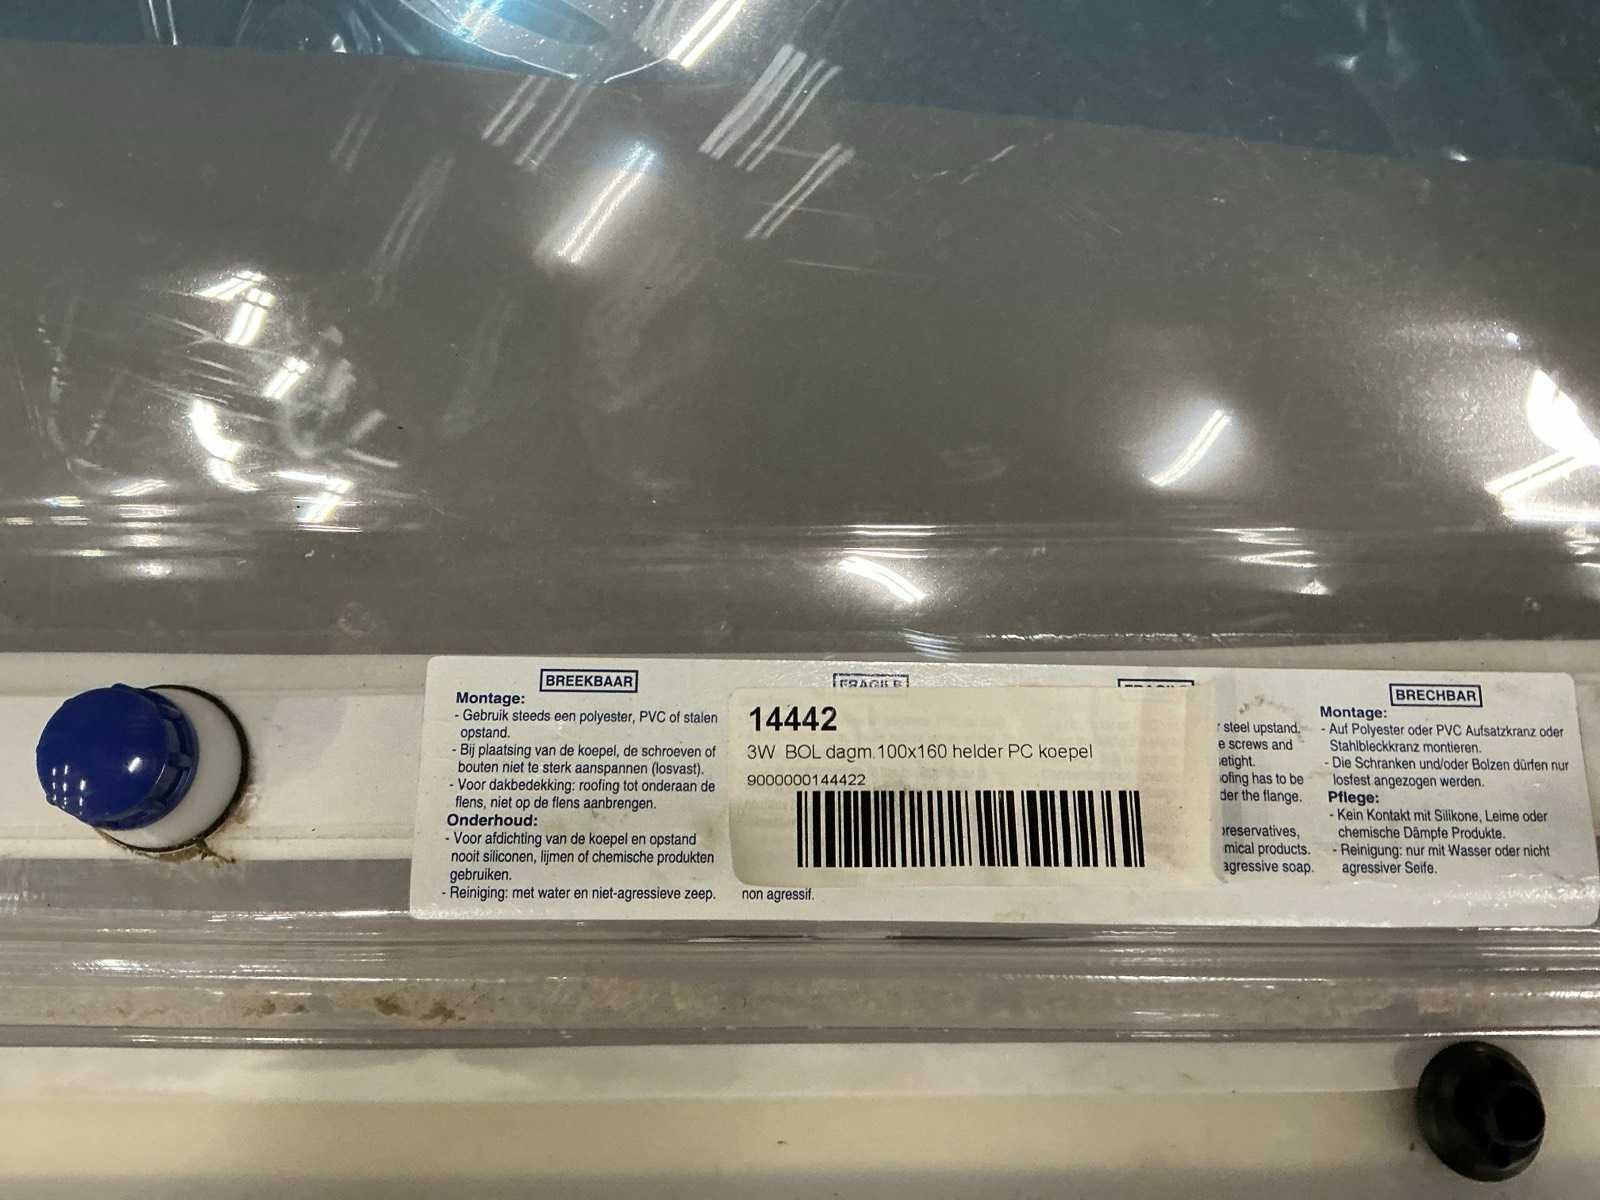 BREEKBAAR
Montage:
- Gebruik steeds een polyester, PVC of stalen
opstand.
- Bij plaatsing van de koepel, de schroeven of
bouten niet te sterk aanspannen (losvast).
- Voor dakbedekking: roofing tot onderaan de
flens, niet op de flens aanbrengen.
Onderhoud:
- Voor afdichting van de koepel en opstand
nooit siliconen, lijmen of chemische produkten
gebruiken.
- Reiniging: met water en niet-agressieve zeep.
FRAGILE
14442
3W BOL dagm.100x160 helder PC koepel
9000000144422
non agressif.
FRAGILE
steel upstand.
screws and
ofing has to be
der the flange.
preservatives,
mical products.
agressive soap.
BRECHBAR
Montage:
- Auf Polyester oder PVC Aufsatzkranz oder
Stahlbleckkranz montieren.
- Die Schranken und/oder Bolzen dürfen nur
losfest angezogen werden.
Pflege:
- Kein Kontakt mit Silikone, Leime oder
chemische Dämpfe Produkte.
- Reinigung: nur mit Wasser oder nicht
agressiver Seife.